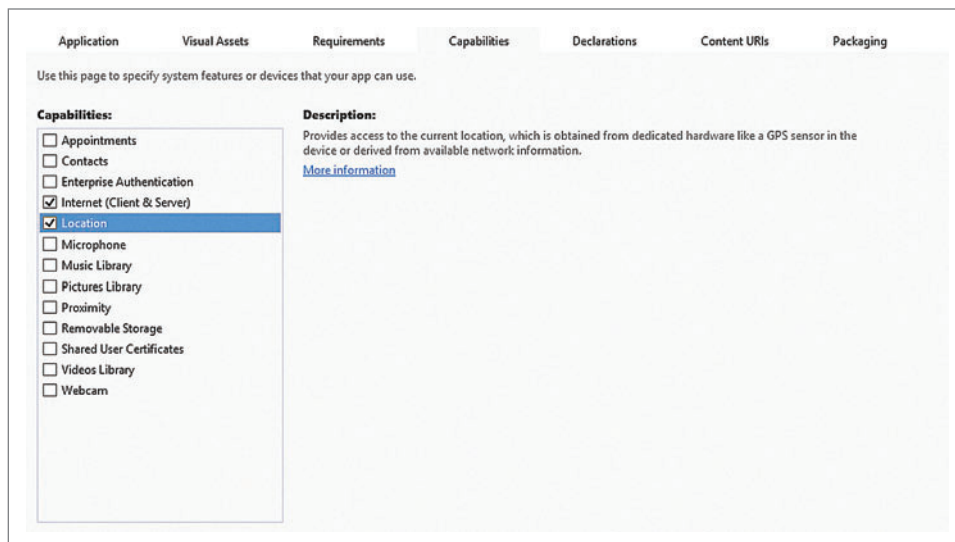 Application Visual Assets Requirements Capabilities Declarations Content URIs Packaging
Use this page to specify system features or devices that your app can use.
Capabilities:
Appointments
Contacts
Enterprise Authentication
Internet (Client & Server)
Location
Microphone
Music Library
Pictures Library
Proximity
Removable Storage
Shared User Certificates
Videos Library
Webcam
Description:
Provides access to the current location, which is obtained from dedicated hardware like a GPS sensor in the
device or derived from available network information.
More information